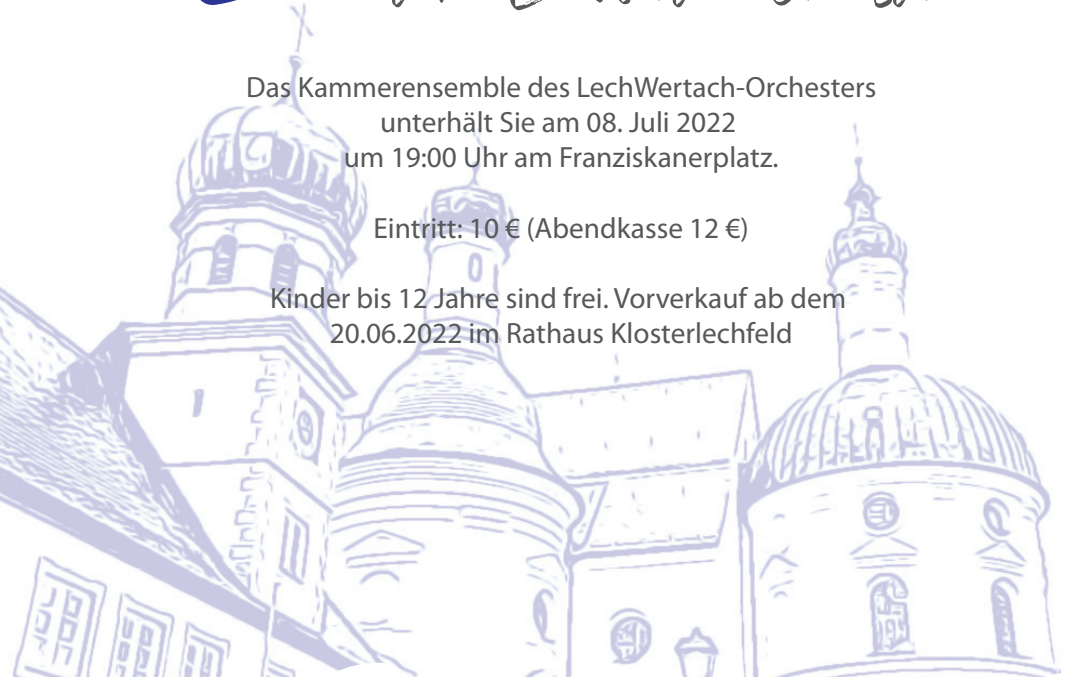 Das Kammerensemble des LechWertach-Orchesters
unterhält Sie am 08. Juli 2022
um 19:00 Uhr am Franziskanerplatz.
Eintritt: 10 € (Abendkasse 12 €)
Kinder bis 12 Jahre sind frei. Vorverkauf ab dem
20.06.2022 im Rathaus Klosterlechfeld